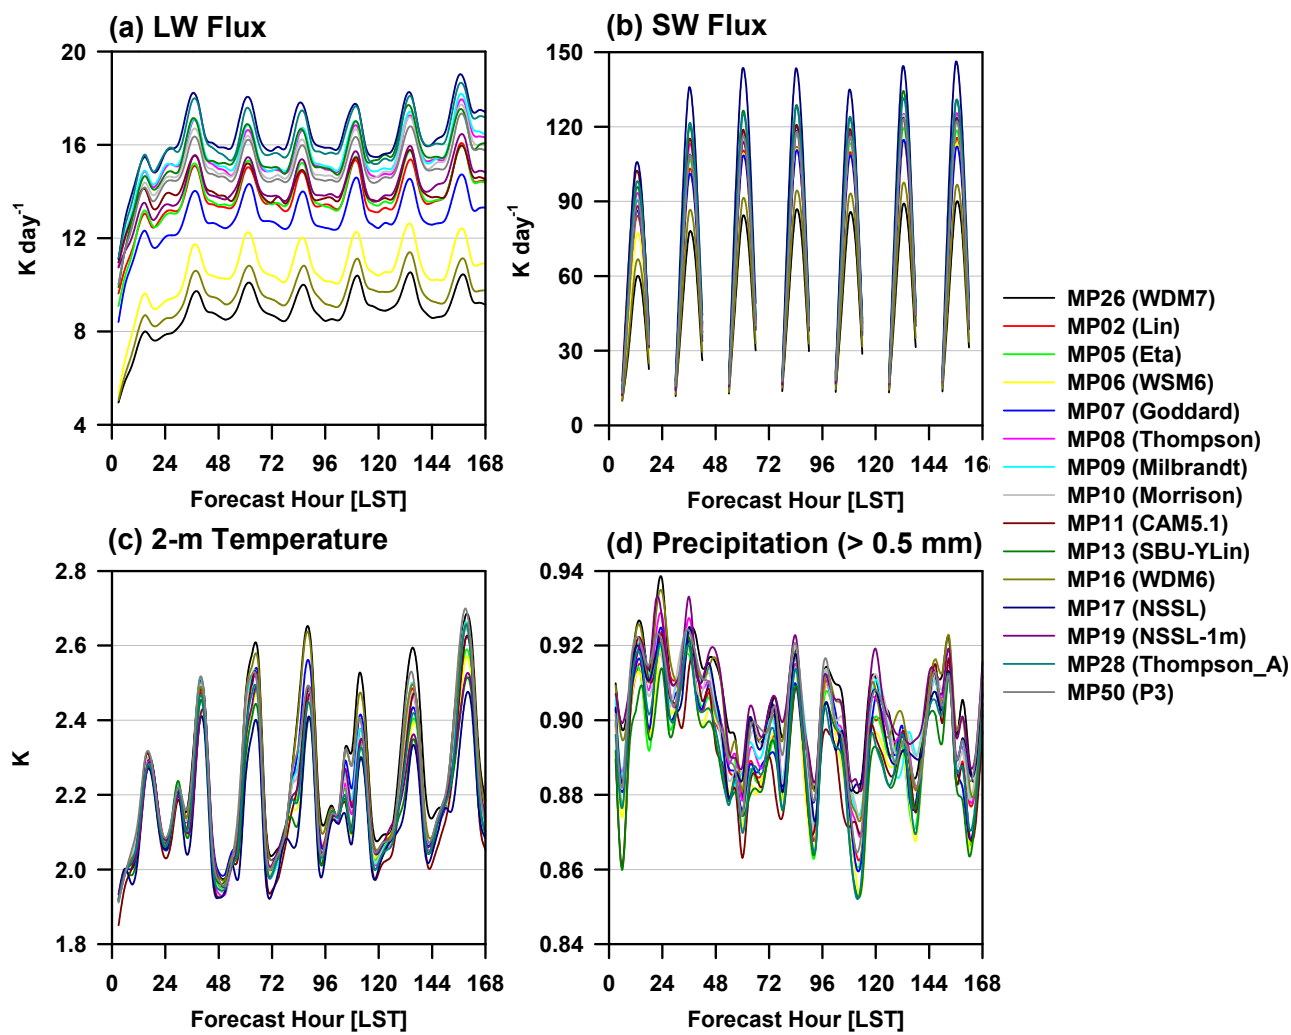 (a) LW Flux
20
16
12
8
4
K day-1
0 24 48 72 96 120 144 168
Forecast Hour [LST]
(b) SW Flux
150
120
90
60
30
0
K day-1
0 24 48 72 96 120 144 168
Forecast Hour [LST]
(c) 2-m Temperature
2.8
2.6
2.4
2.2
2.0
1.8
K
0 24 48 72 96 120 144 168
Forecast Hour [LST]
(d) Precipitation (> 0.5 mm)
0.94
0.92
0.90
0.88
0.86
0.84
0 24 48 72 96 120 144 168
Forecast Hour [LST]
MP26 (WDM7)
MP02 (Lin)
MP05 (Eta)
MP06 (WSM6)
MP07 (Goddard)
MP08 (Thompson)
MP09 (Milbrandt)
MP10 (Morrison)
MP11 (CAM5.1)
MP13 (SBU-YLin)
MP16 (WDM6)
MP17 (NSSL)
MP19 (NSSL-1m)
MP28 (Thompson_A)
MP50 (P3)